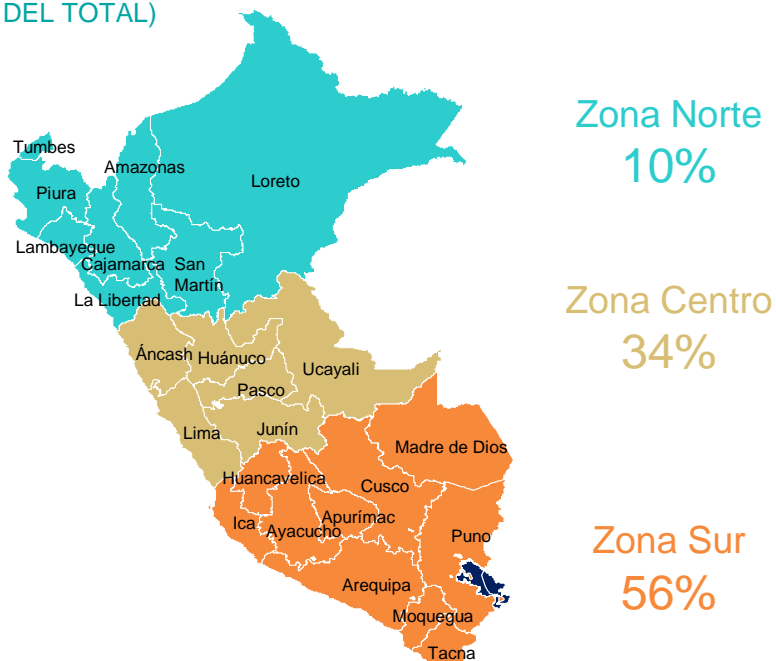 DEL TOTAL)
Zona Norte
10%
Tumbes
Amazonas
Piura
Loreto
Lambayeque
Cajamarca
San
Martín
La Libertad
Zona Centro
34%
Áncash
Huánuco
Ucayali
Pasco
Lima
Junín
Madre de Dios
Huancavelica
Cusco
Ica
Ayacucho
Apurímac
Puno
Zona Sur
56%
Arequipa
Moquegua
Tacna